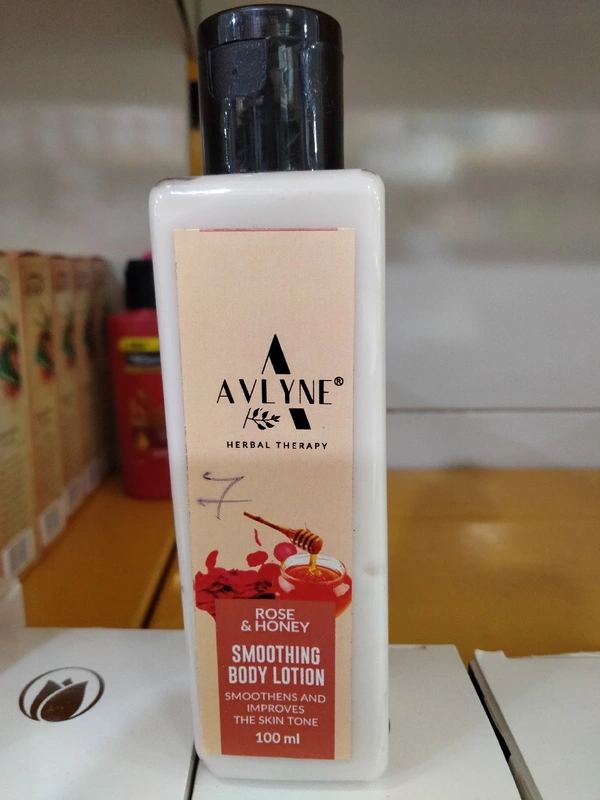 AVLYNE®
HERBAL THERAPY
7
ROSE
& HONEY
SMOOTHING
BODY LOTION
SMOOTHENS AND
IMPROVES
THE SKIN TONE
100 ml